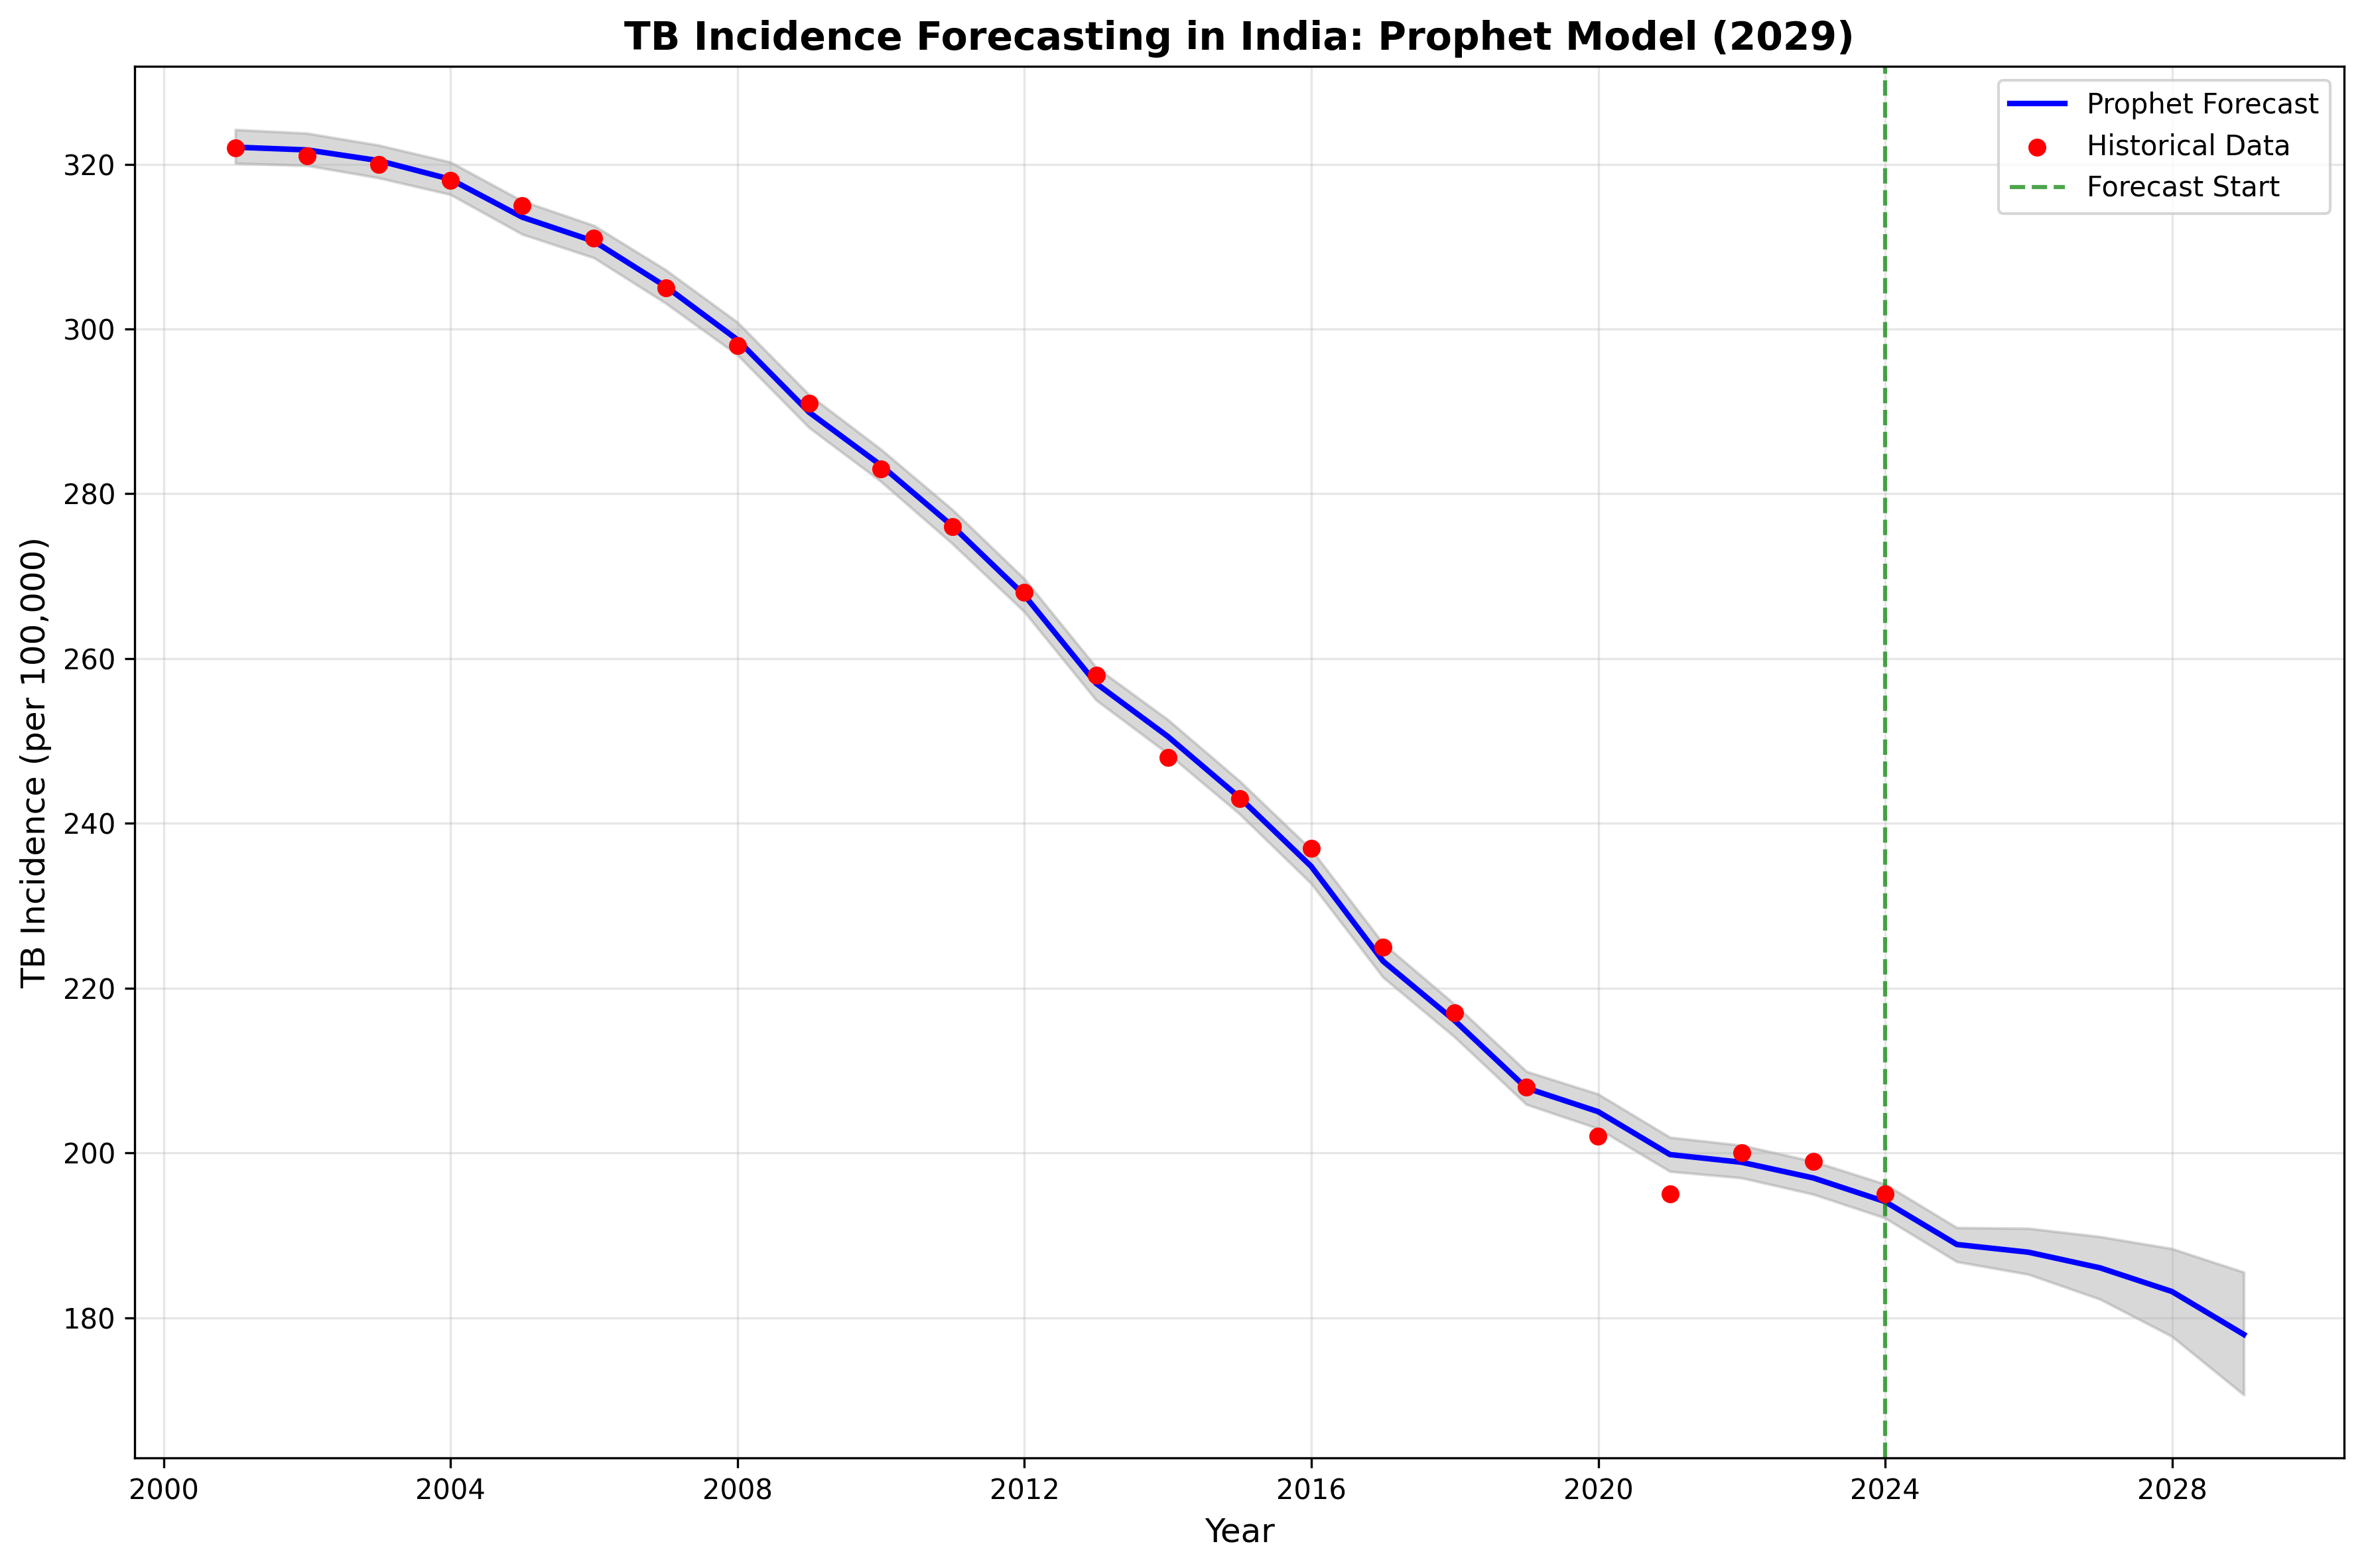 TB Incidence Forecasting in India: Prophet Model (2029)
Prophet Forecast
Historical Data
Forecast Start
TB Incidence (per 100,000)
320
300
280
260
240
220
200
180
2000 2004 2008 2012 2016 2020 2024 2028
Year